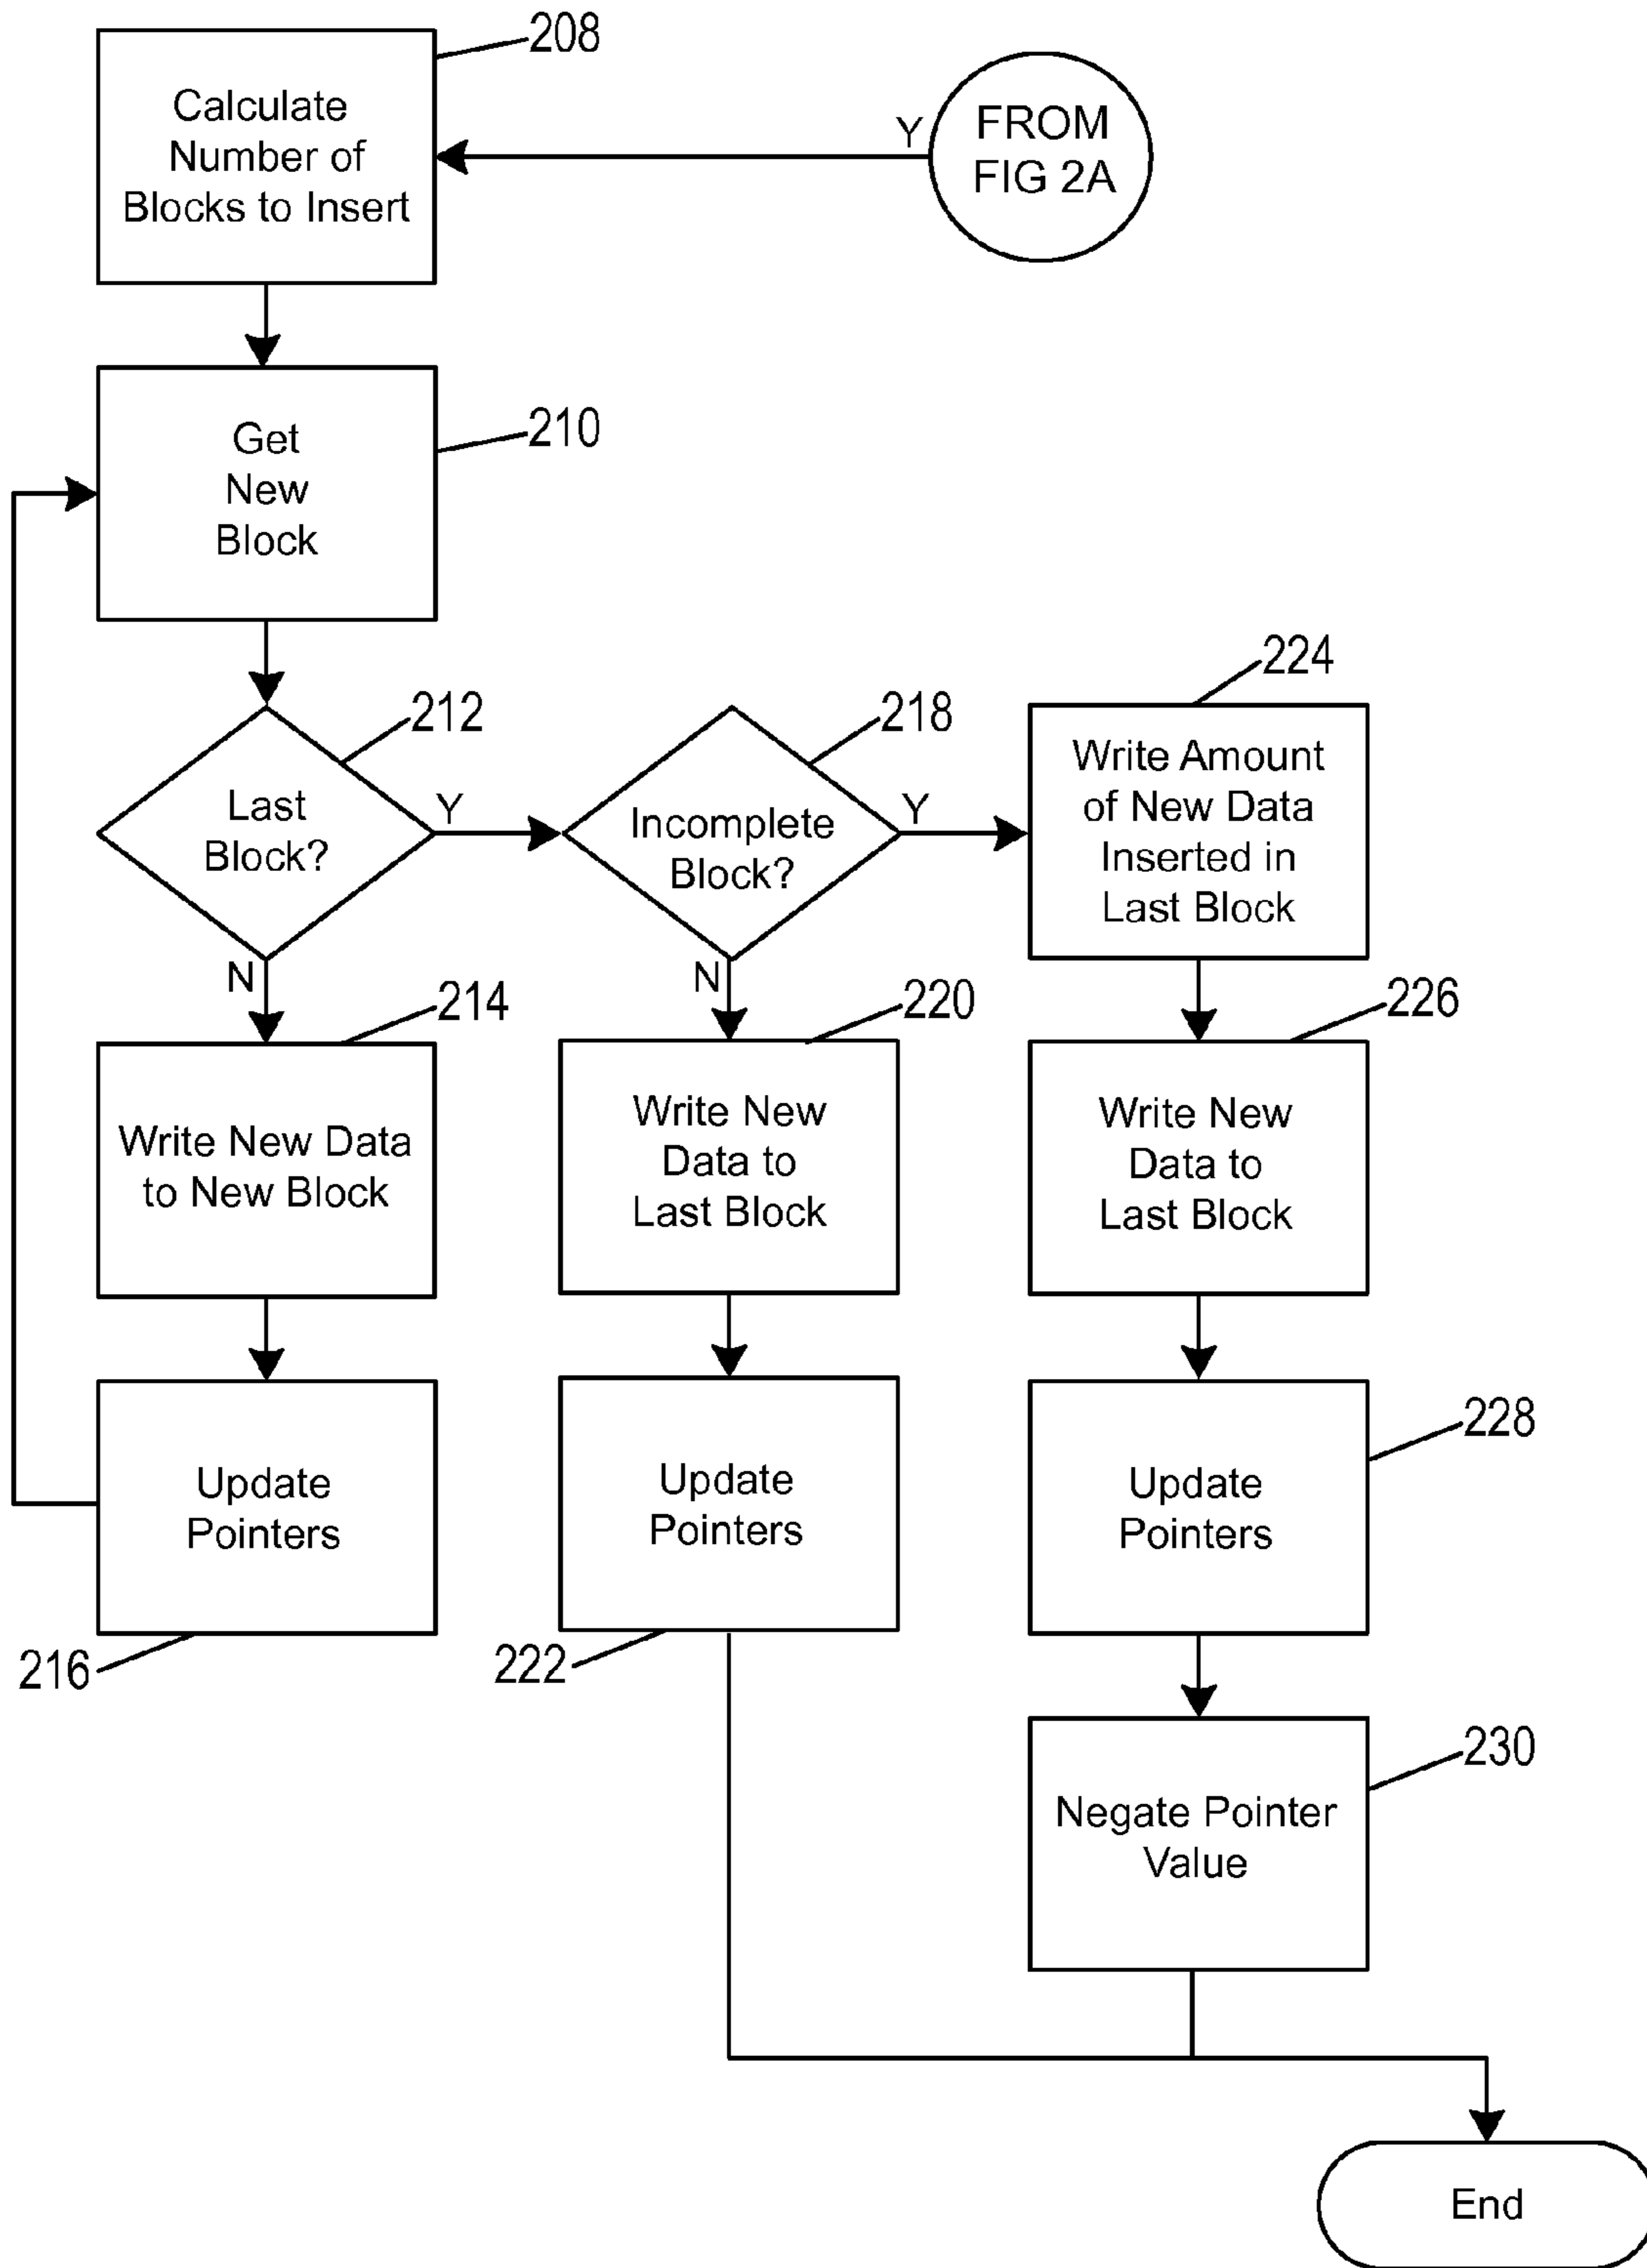 208
Calculate
Number of
Blocks to Insert
Y
FROM
FIG 2A
Get
New
Block
210
Last
Block?
212
Y
N
Incomplete
Block?
218
Y
N
224
Write Amount
of New Data
Inserted in
Last Block
214
Write New Data
to New Block
220
Write New
Data to
Last Block
226
Write New
Data to
Last Block
Update
Pointers
216
Update
Pointers
222
Update
Pointers
228
Negate Pointer
Value
230
End